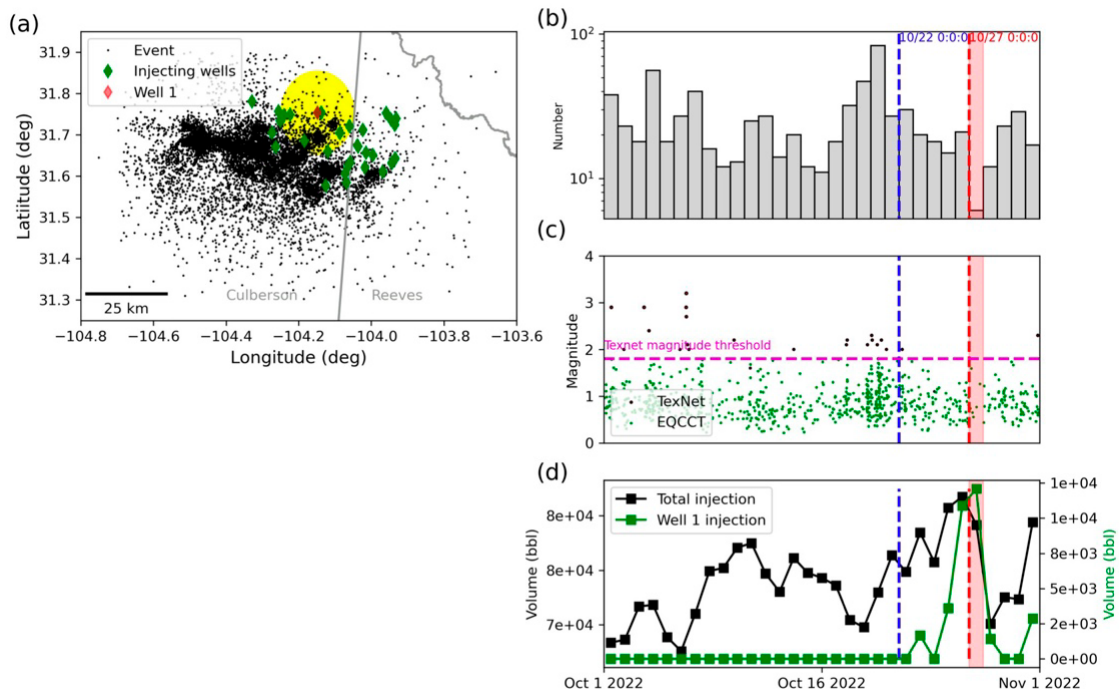 (a)
31.9
31.8
31.7
31.6
31.5
31.4
31.3
Latiitude (deg)
Event
Injecting wells
Well 1
25 km
Culberson
Reeves
−104.8
−104.6
−104.4
−104.2
−104.0
−103.8
−103.6
Longitude (deg)
(b)
10²
10¹
Number
10/22 0:0:0
10/27 0:0:0
(c)
4
3
2
1
0
Magnitude
Texnet magnitude threshold
TexNet
EQCCT
(d)
Total injection
Well 1 injection
8e+04
8e+04
7e+04
Volume (bbl)
1e+04
1e+04
8e+03
5e+03
2e+03
0e+00
Volume (bbl)
Oct 1 2022
Oct 16 2022
Nov 1 2022